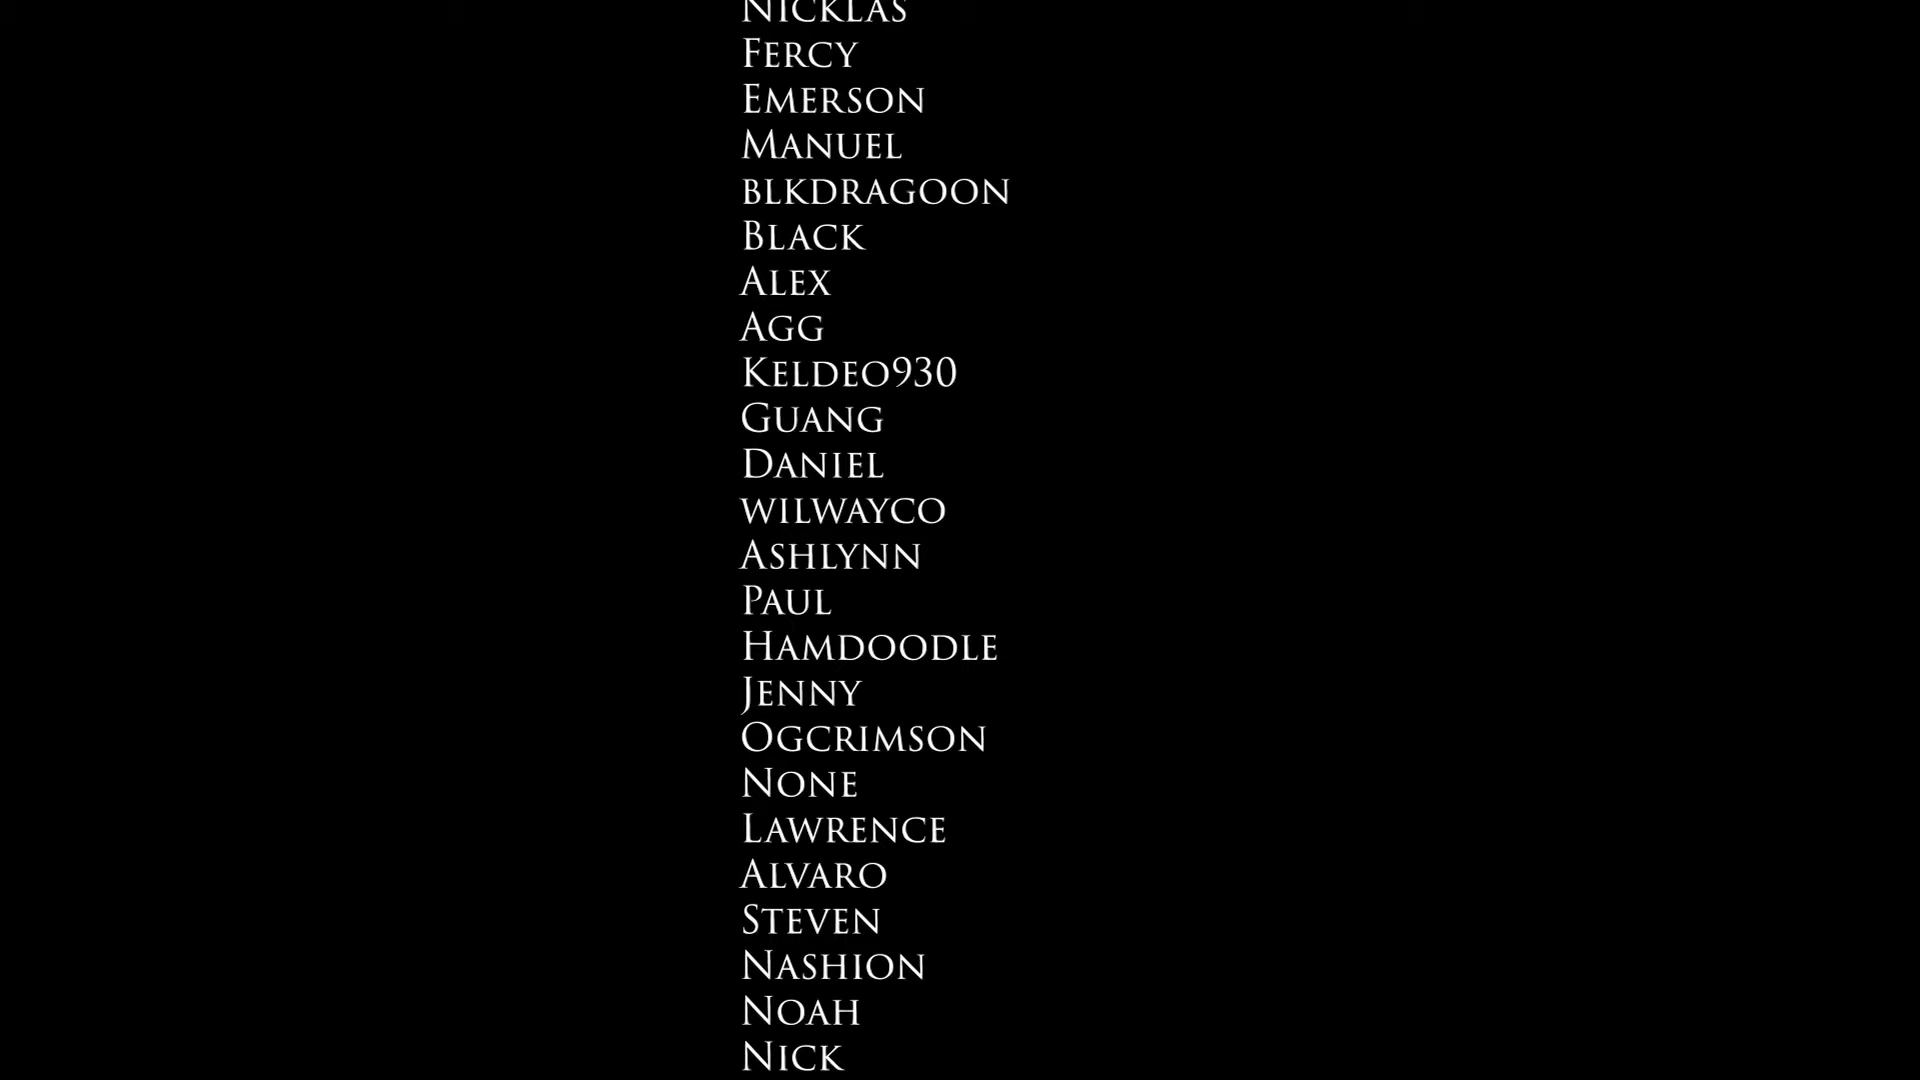 Nicklas
Fercy
Emerson
Manuel
blkdragoon
Black
Alex
Agg
Keldeo930
Guang
Daniel
wilwayco
Ashlynn
Paul
Hamdoodle
Jenny
Ogcrimson
None
Lawrence
Alvaro
Steven
Nashion
Noah
Nick